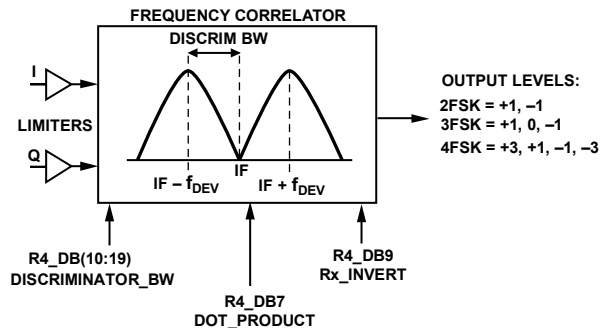 FREQUENCY CORRELATOR
DISCRIM BW
I
LIMITERS
Q
IF – fDEV
IF
IF + fDEV
OUTPUT LEVELS:
2FSK = +1, –1
3FSK = +1, 0, –1
4FSK = +3, +1, –1, –3
R4_DB(10:19)
DISCRIMINATOR_BW
R4_DB7
DOT_PRODUCT
R4_DB9
Rx_INVERT